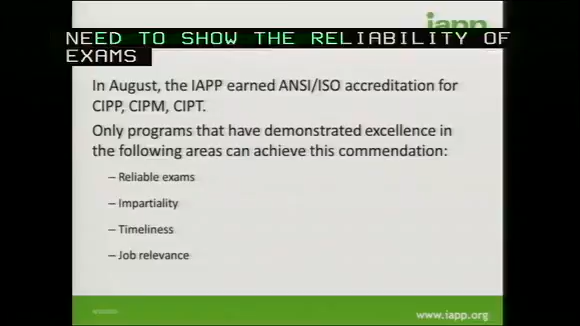 iapp
NEED TO SHOW THE RELIABILITY OF
EXAMS
In August, the IAPP earned ANSI/ISO accreditation for
CIPP, CIPM, CIPT.
Only programs that have demonstrated excellence in
the following areas can achieve this commendation:
– Reliable exams
– Impartiality
– Timeliness
– Job relevance
www.iapp.org